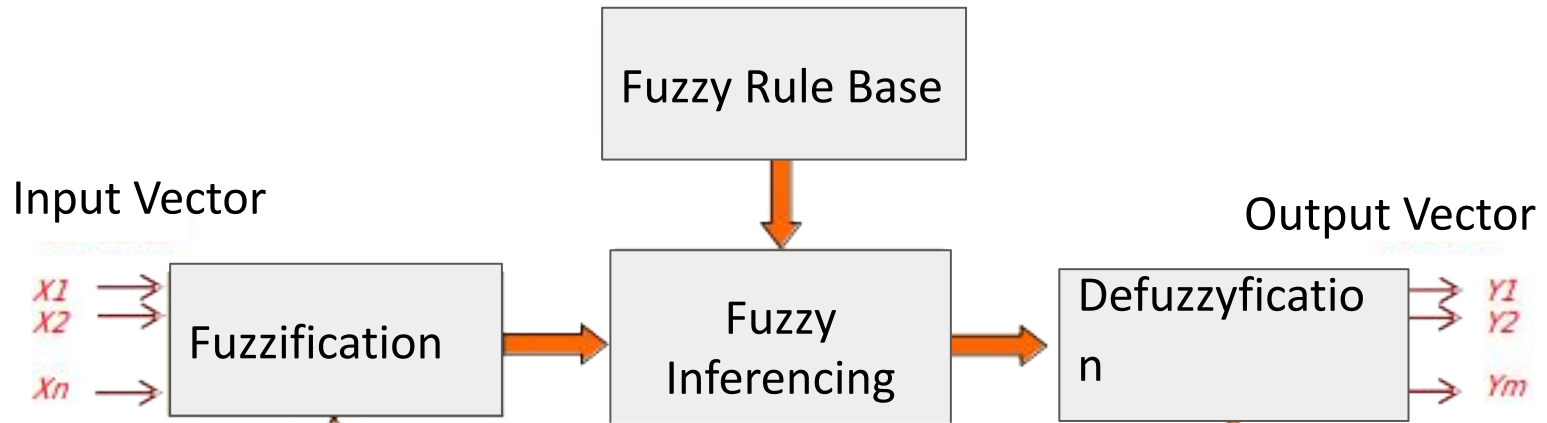 Fuzzy Rule Base
Input Vector
Output Vector
X1
X2
Xn
Fuzzification
Fuzzy
Inferencing
Defuzzyficatio
n
Y1
Y2
Ym